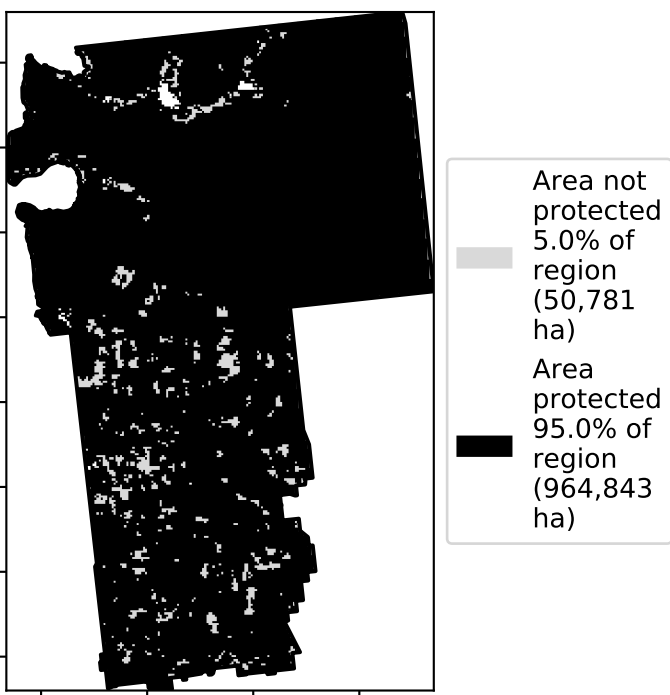 Area not
protected
5.0% of
region
(50,781
ha)
Area
protected
95.0% of
region
(964,843
ha)